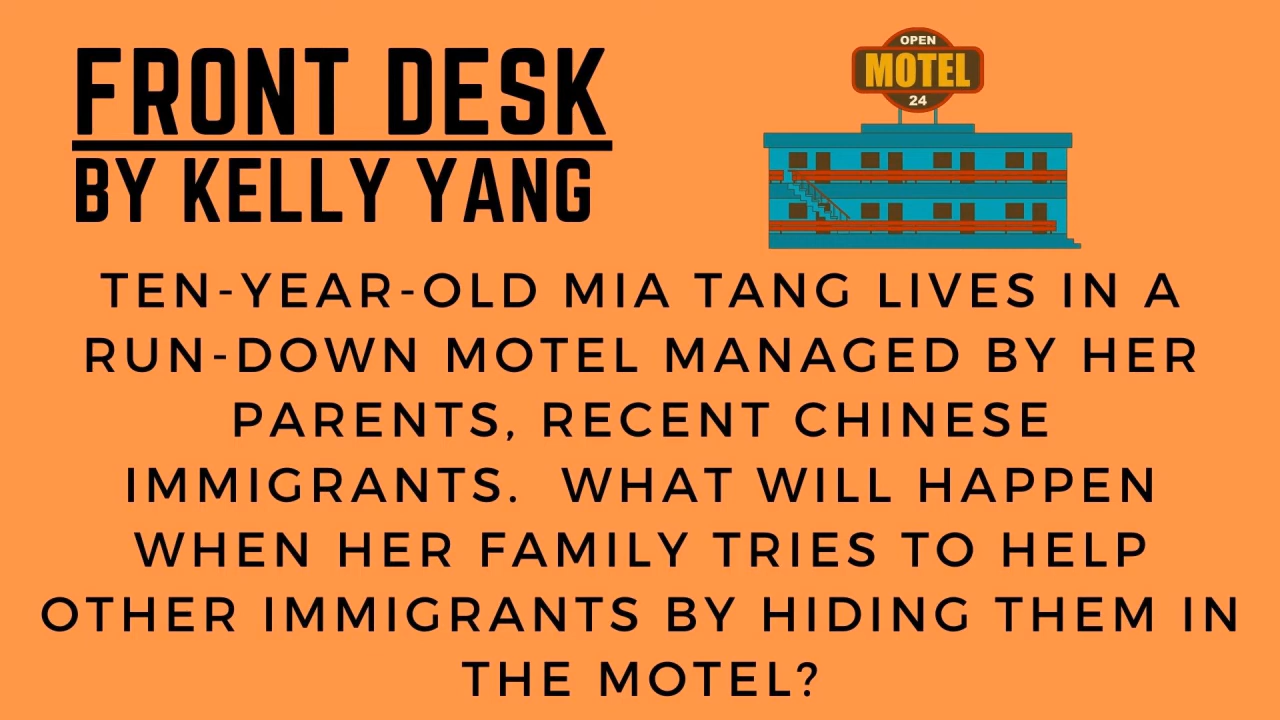 FRONT DESK
BY KELLY YANG
OPEN
MOTEL
24
TEN-YEAR-OLD MIA TANG LIVES IN A
RUN-DOWN MOTEL MANAGED BY HER
PARENTS, RECENT CHINESE
IMMIGRANTS.  WHAT WILL HAPPEN
WHEN HER FAMILY TRIES TO HELP
OTHER IMMIGRANTS BY HIDING THEM IN
THE MOTEL?